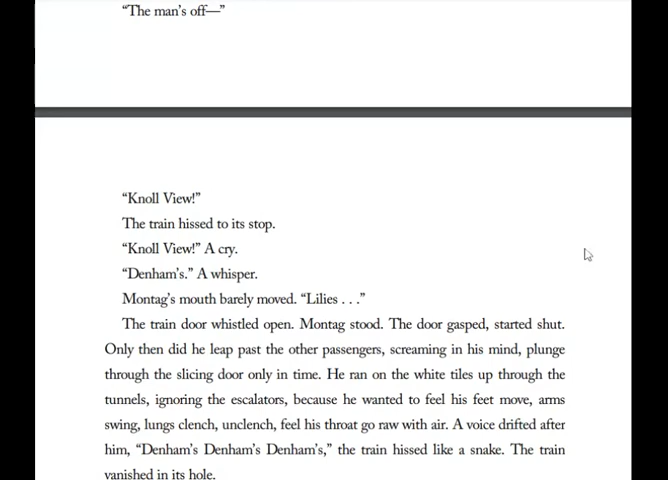 “The man’s off—”
“Knoll View!”
The train hissed to its stop.
“Knoll View!” A cry.
“Denham’s.” A whisper.
Montag’s mouth barely moved. “Lilies . . .”
The train door whistled open. Montag stood. The door gasped, started shut.
Only then did he leap past the other passengers, screaming in his mind, plunge
through the slicing door only in time. He ran on the white tiles up through the
tunnels, ignoring the escalators, because he wanted to feel his feet move, arms
swing, lungs clench, unclench, feel his throat go raw with air. A voice drifted after
him, “Denham’s Denham’s Denham’s,” the train hissed like a snake. The train
vanished in its hole.